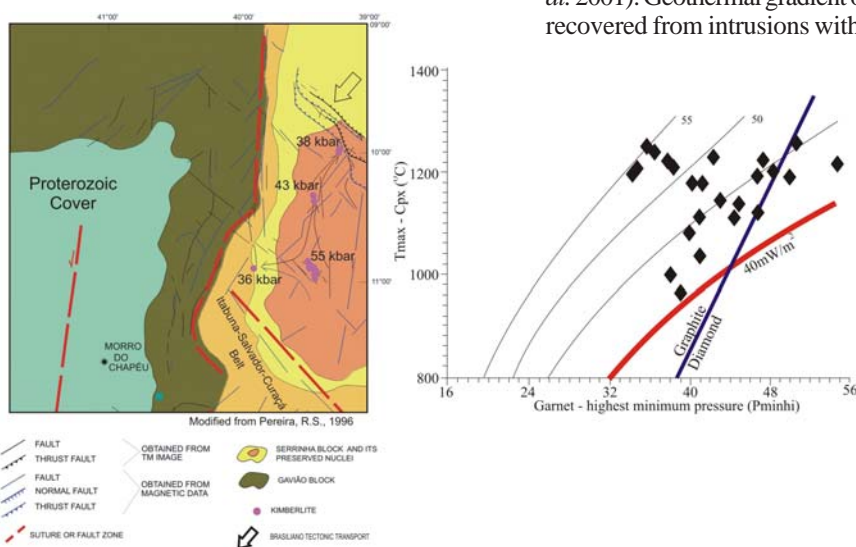 al. 2001). Geothermal gradient o
recovered from intrusions with
41°00'
40°00'
39°00'
09°00'
10°00'
11°00'
38 kbar
43 kbar
55 kbar
36 kbar
Proterozoic
Cover
MORRO
DO
CHAPÉU
Itabuna-Salvador-Curaçá
Belt
Modified from Pereira, R.S., 1996
FAULT
THRUST FAULT
OBTAINED FROM
TM IMAGE
FAULT
NORMAL FAULT
THRUST FAULT
OBTAINED FROM
MAGNETIC DATA
SUTURE OR FAULT ZONE
SERRINHA BLOCK AND ITS
PRESERVED NUCLEI
GAVIÃO BLOCK
KIMBERLITE
BRASILIANO TECTONIC TRANSPORT
Tmax - Cpx (°C)
1400
1200
1000
800
55
50
40mW/m²
Graphite
Diamond
16
24
32
40
48
56
Garnet - highest minimum pressure (Pminhi)